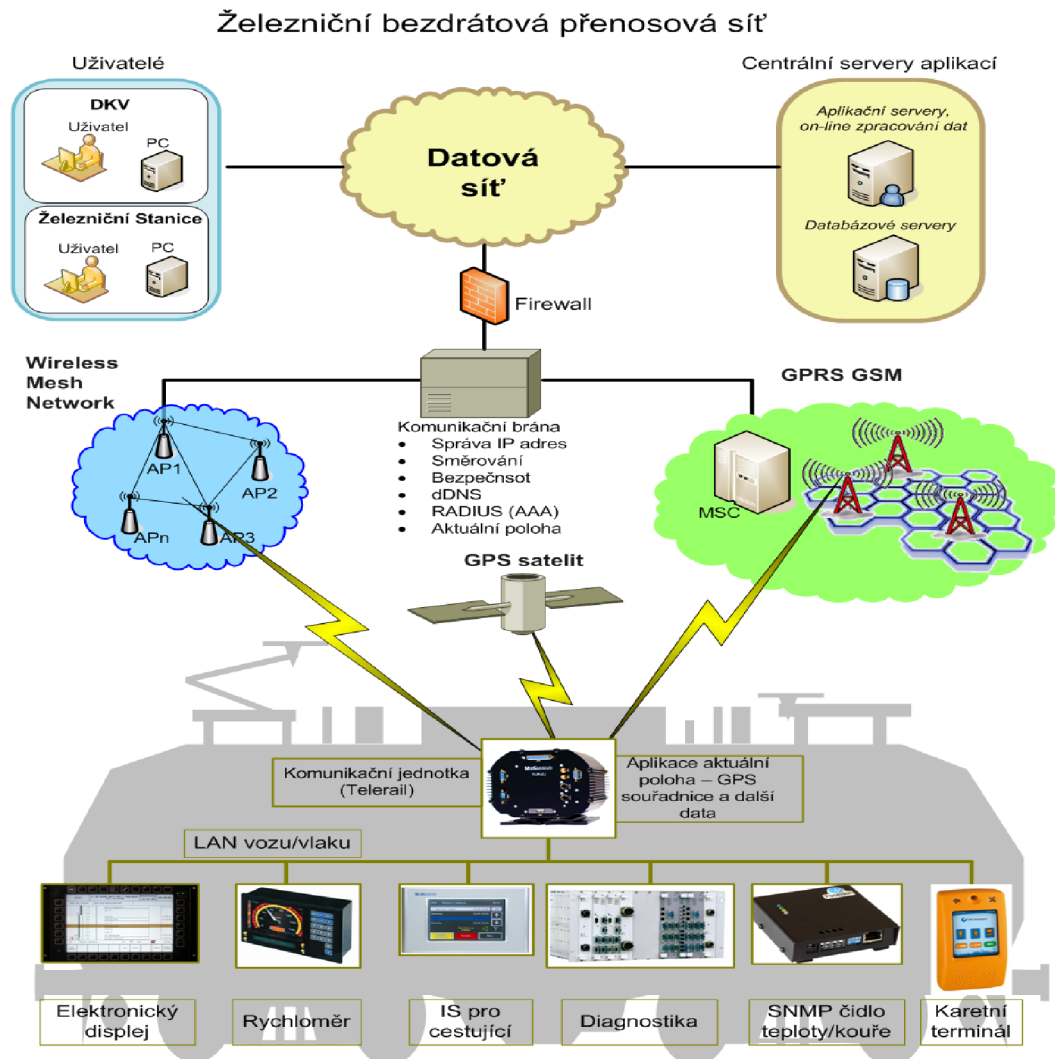 Železniční bezdrátová přenosová síť
Uživatelé
Centrální servery aplikací
DKV
Uživatel
PC
Železniční Stanice
Uživatel
PC
Datová
síť
Aplikační servery,
on-line zpracování dat
Databázové servery
Firewall
Wireless
Mesh
Network
AP1
AP2
APn
AP3
Komunikační brána
• Správa IP adres
• Směrování
• Bezpečnsot
• dDNS
• RADIUS (AAA)
• Aktuální poloha
GPRS GSM
MSC
GPS satelit
Komunikační jednotka
(Telerail)
Aplikace aktuální
poloha – GPS
souřadnice a další
data
LAN vozu/vlaku
Elektronický
displej
Rychloměr
IS pro
cestující
Diagnostika
SNMP čidlo
teploty/kouře
Karetní
terminál